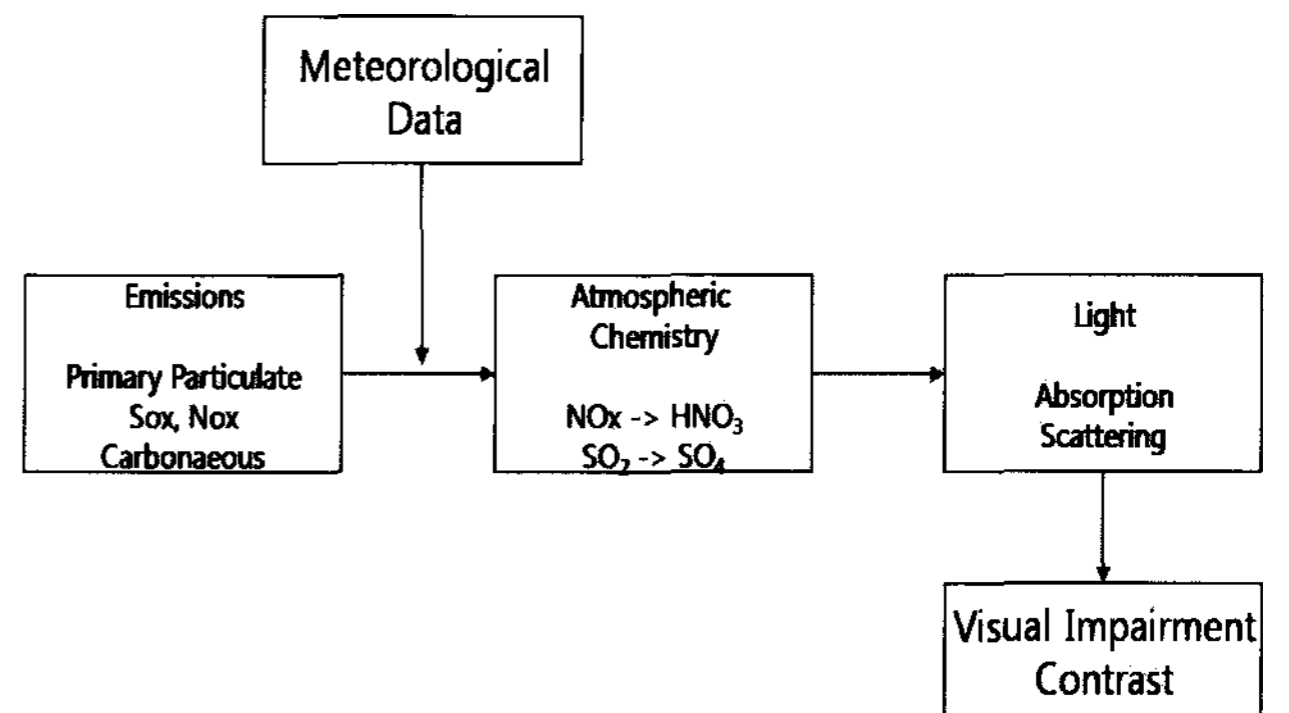 Meteorological
Data
Emissions
Primary Particulate
Sox, Nox
Carbonaeous
Atmospheric
Chemistry
NOx -> HNO₃
SO₂ -> SO₄
Light
Absorption
Scattering
Visual Impairment
Contrast